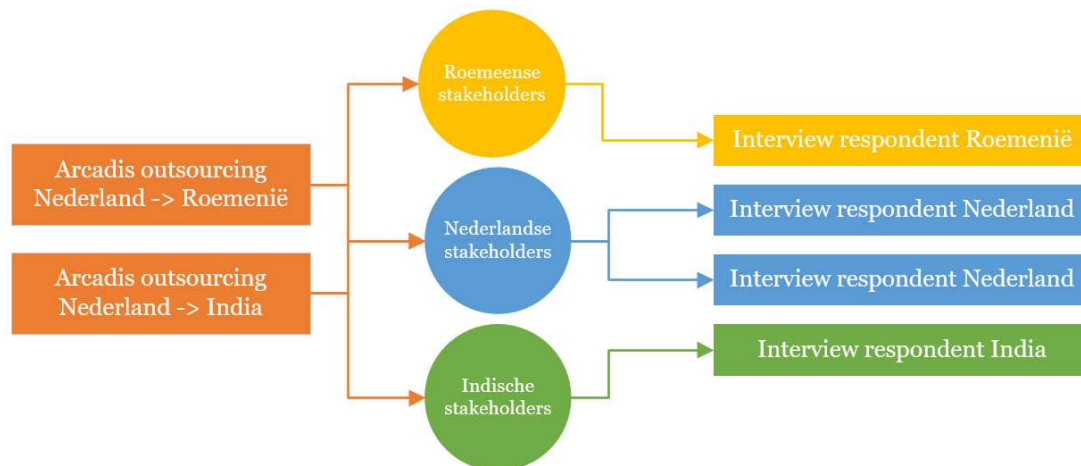 Arcadis outsourcing
Nederland -> Roemenië
Arcadis outsourcing
Nederland -> India
Roemeense
stakeholders
Nederlandse
stakeholders
Indische
stakeholders
Interview respondent Roemenië
Interview respondent Nederland
Interview respondent Nederland
Interview respondent India